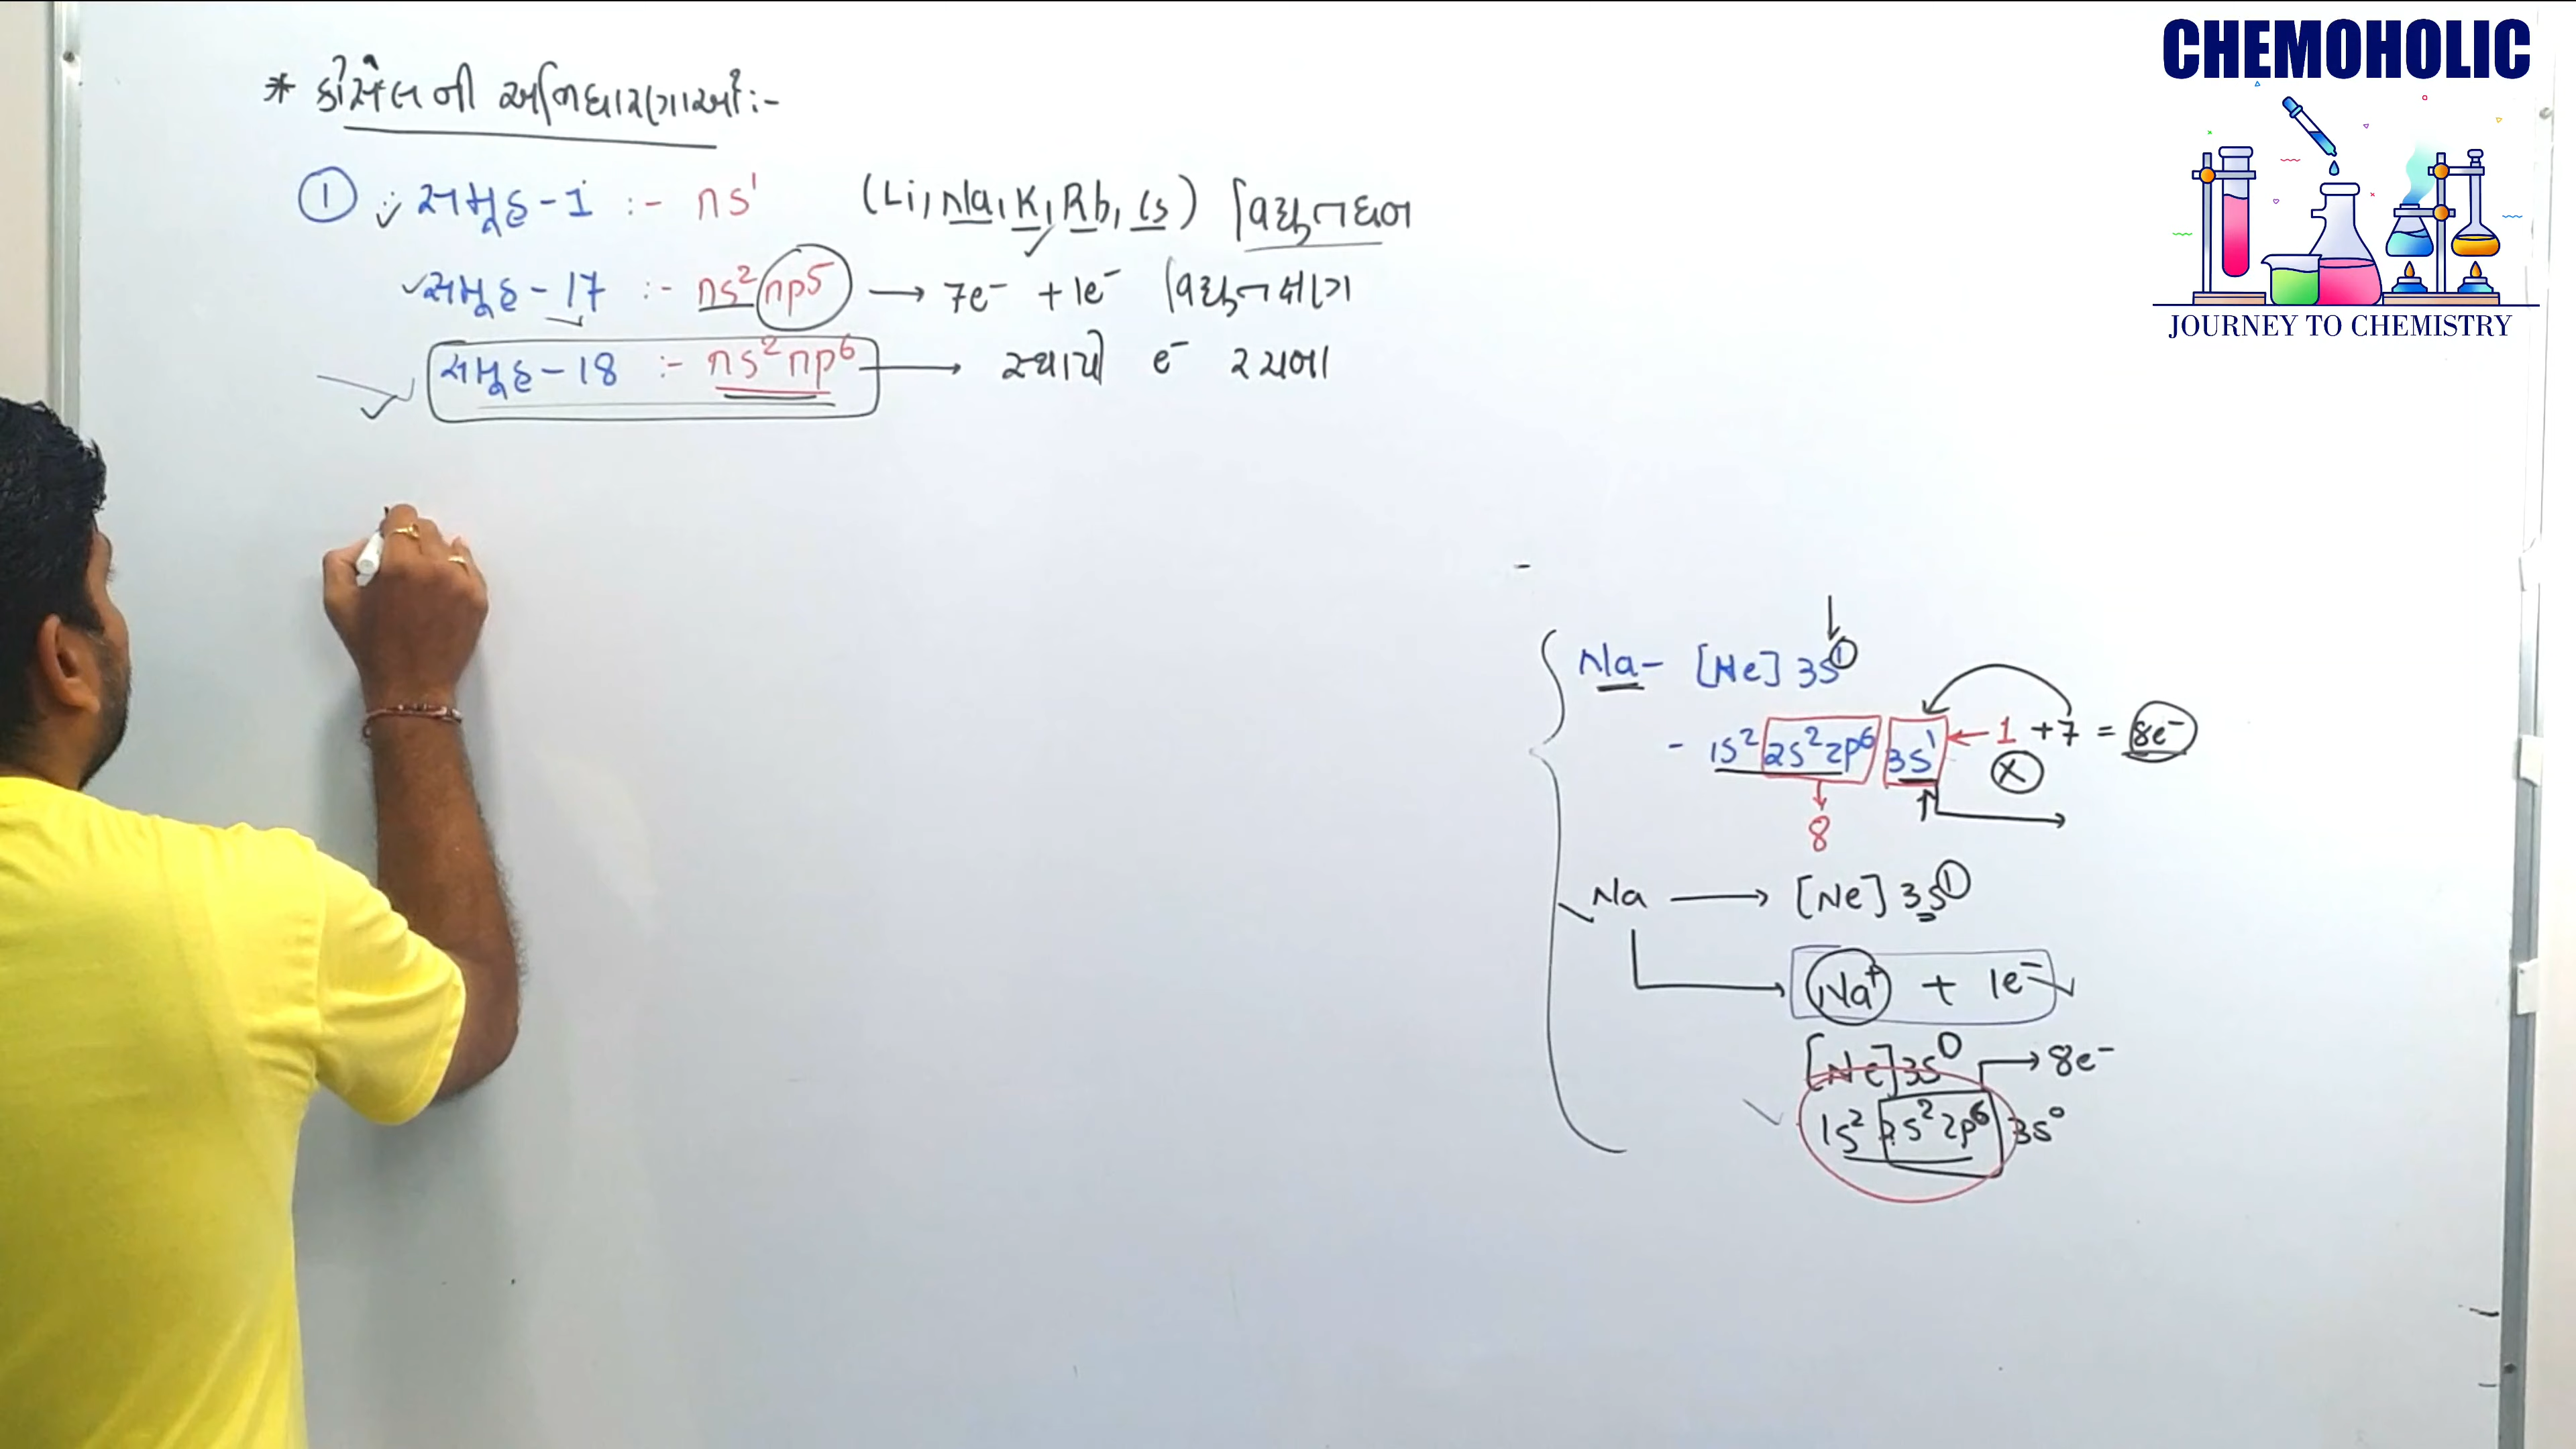 * કોસેલ ની અભિધારણાઓ :-
① સમૂહ-1 :- ns¹ (Li, Na, K, Rb, Cs) વિદ્યુતધન
સમૂહ-17 :- ns² np⁵ → 7e⁻ + 1e⁻ વિદ્યુતઋણ
સમૂહ-18 :- ns² np⁶ → સ્થાયી e⁻ રચના
CHEMOHOLIC
JOURNEY TO CHEMISTRY
Na - [Ne] 3s¹
- 1s² 2s² 2p⁶ 3s¹ ← 1 + 7 = 8e⁻
x
8
Na → [Ne] 3s¹
Na⁺ + 1e⁻
[Ne] 3s⁰ → 8e⁻
1s² 2s² 2p⁶ 3s⁰